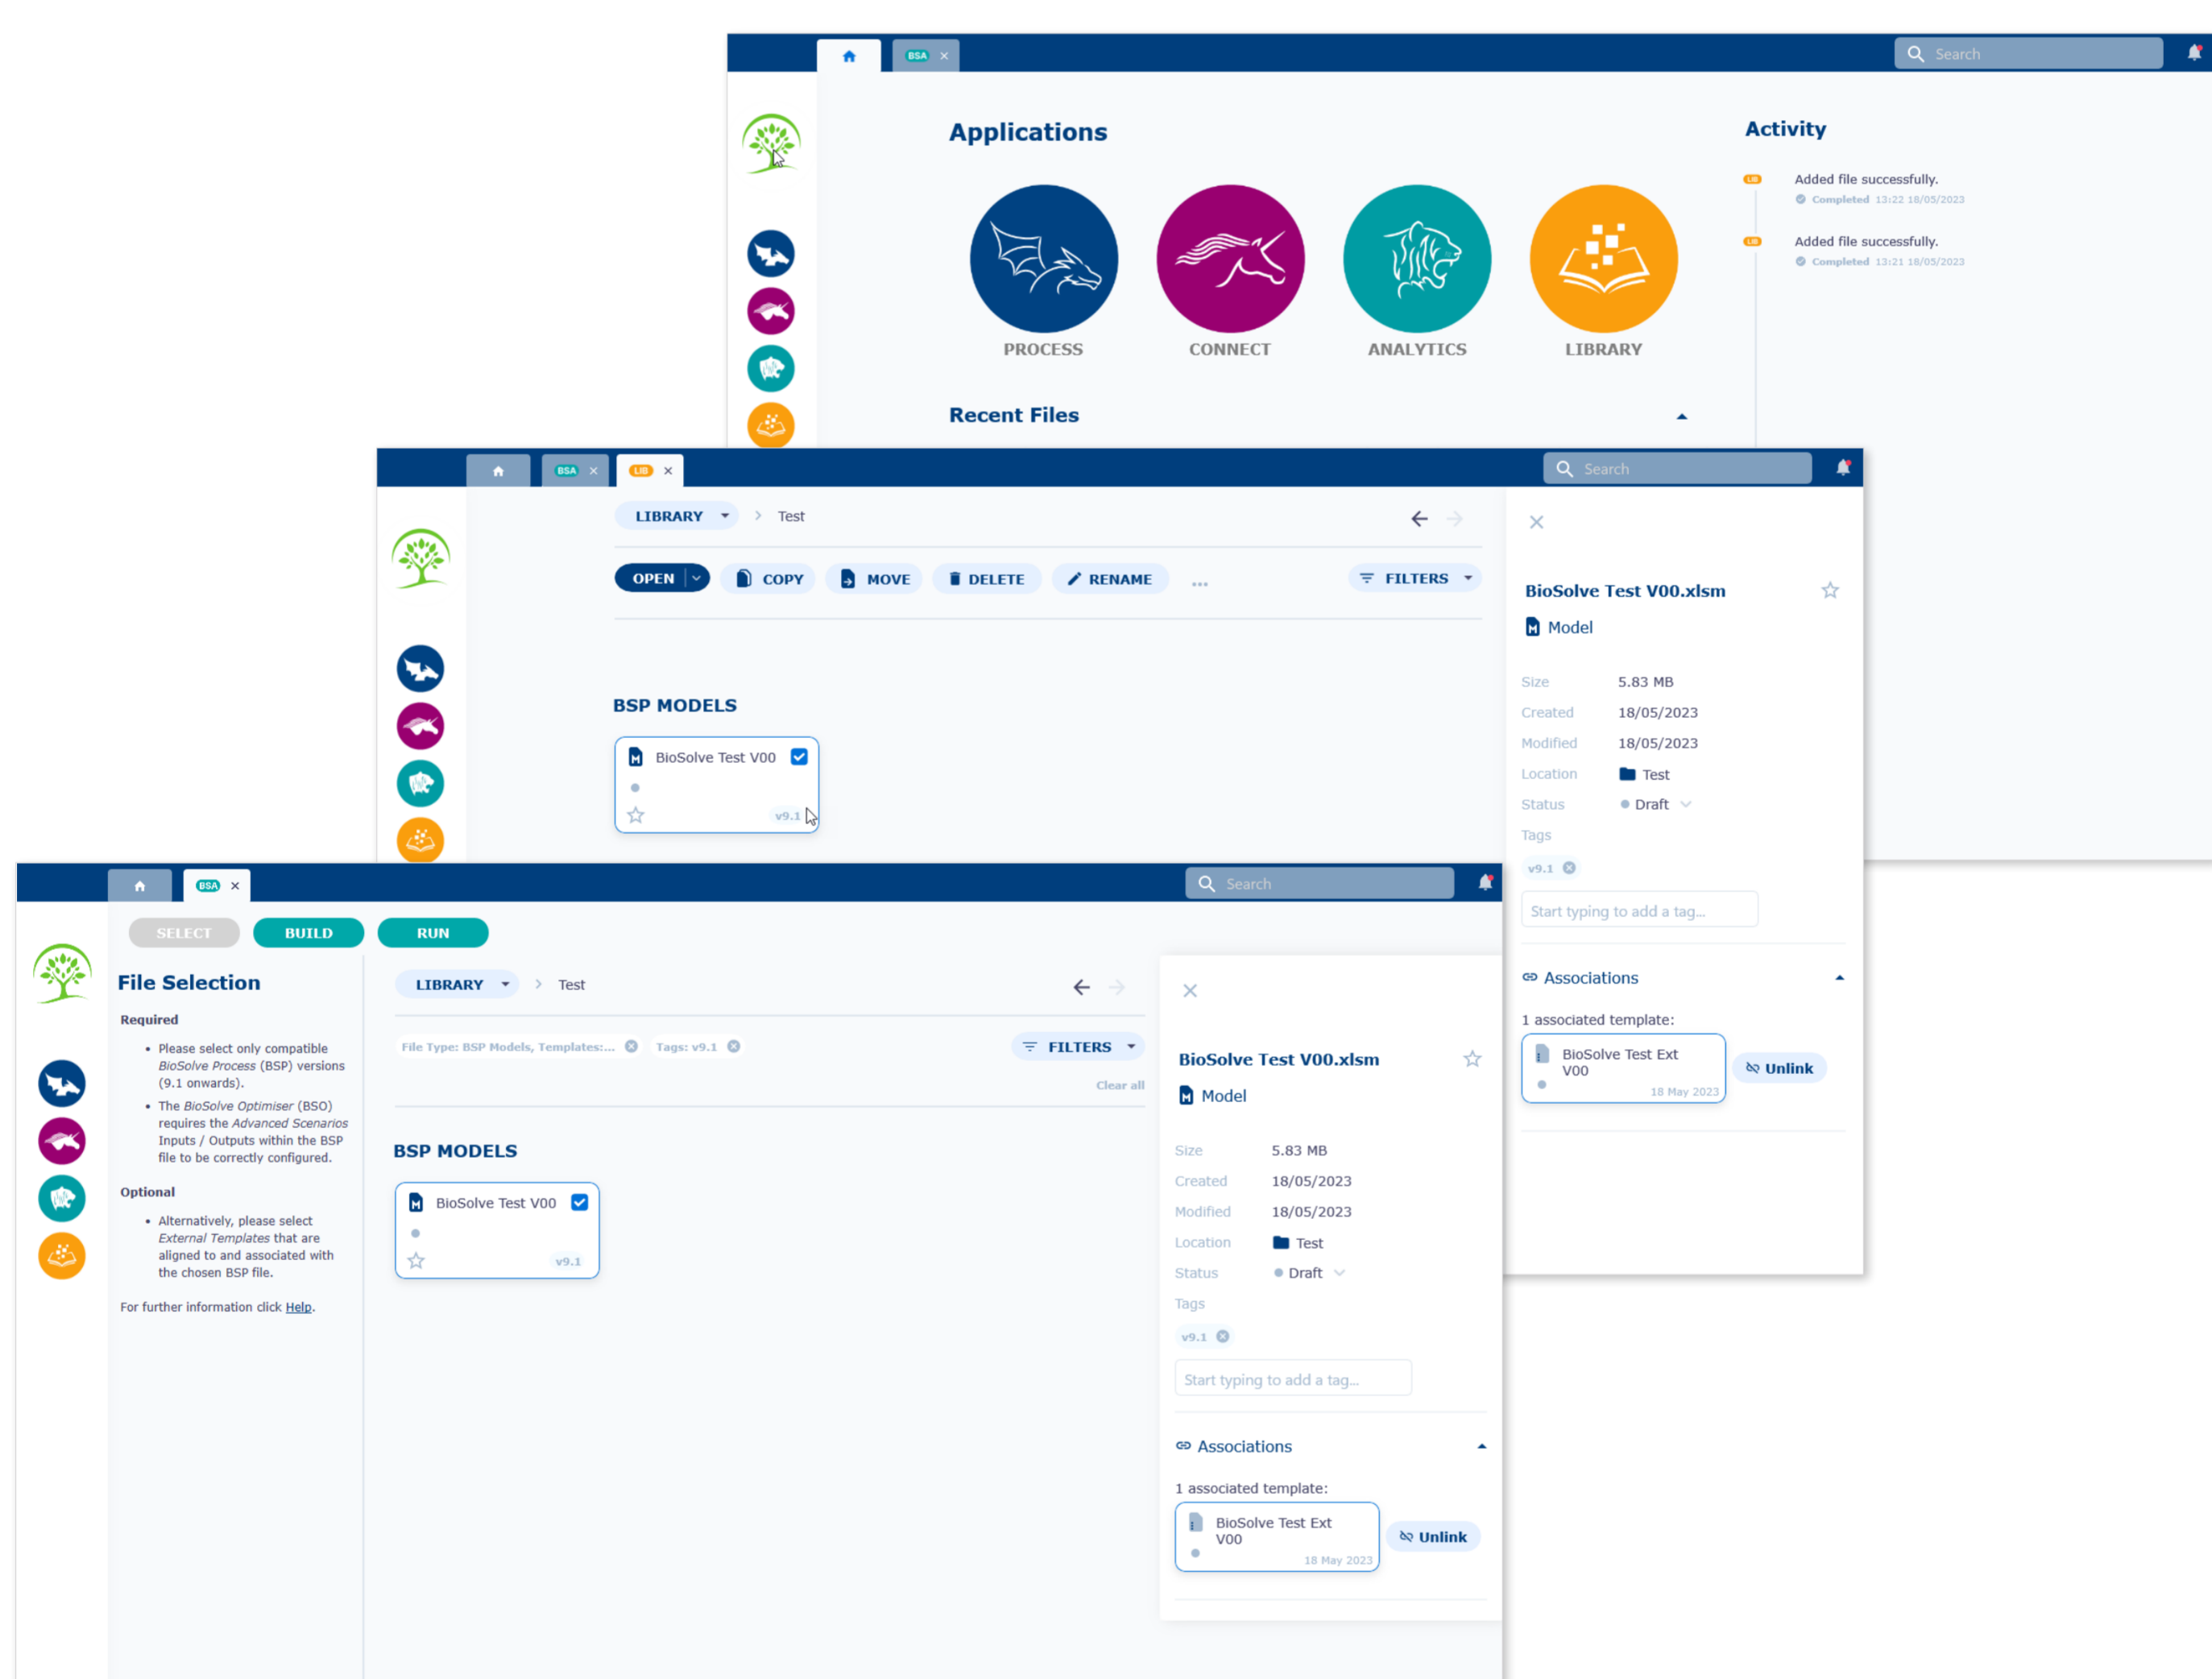 BSA ×
Search
Applications
PROCESS
CONNECT
ANALYTICS
LIBRARY
Recent Files
Activity
LIB
Added file successfully.
Completed 13:22 18/05/2023
LIB
Added file successfully.
Completed 13:21 18/05/2023
BSA ×
LIB ×
Search
LIBRARY > Test
OPEN
COPY
MOVE
DELETE
RENAME
...
FILTERS
BSP MODELS
BioSolve Test V00
v9.1
BioSolve Test V00.xlsm
Model
Size 5.83 MB
Created 18/05/2023
Modified 18/05/2023
Location Test
Status Draft
Tags
v9.1
Start typing to add a tag...
Associations
1 associated template:
BioSolve Test Ext
V00
18 May 2023
Unlink
BSA ×
Search
SELECT
BUILD
RUN
File Selection
Required
• Please select only compatible
BioSolve Process (BSP) versions
(9.1 onwards).
• The BioSolve Optimiser (BSO)
requires the Advanced Scenarios
Inputs / Outputs within the BSP
file to be correctly configured.
Optional
• Alternatively, please select
External Templates that are
aligned to and associated with
the chosen BSP file.
For further information click Help.
LIBRARY > Test
File Type: BSP Models, Templates:...
Tags: v9.1
FILTERS
Clear all
BSP MODELS
BioSolve Test V00
v9.1
BioSolve Test V00.xlsm
Model
Size 5.83 MB
Created 18/05/2023
Modified 18/05/2023
Location Test
Status Draft
Tags
v9.1
Start typing to add a tag...
Associations
1 associated template:
BioSolve Test Ext
V00
18 May 2023
Unlink